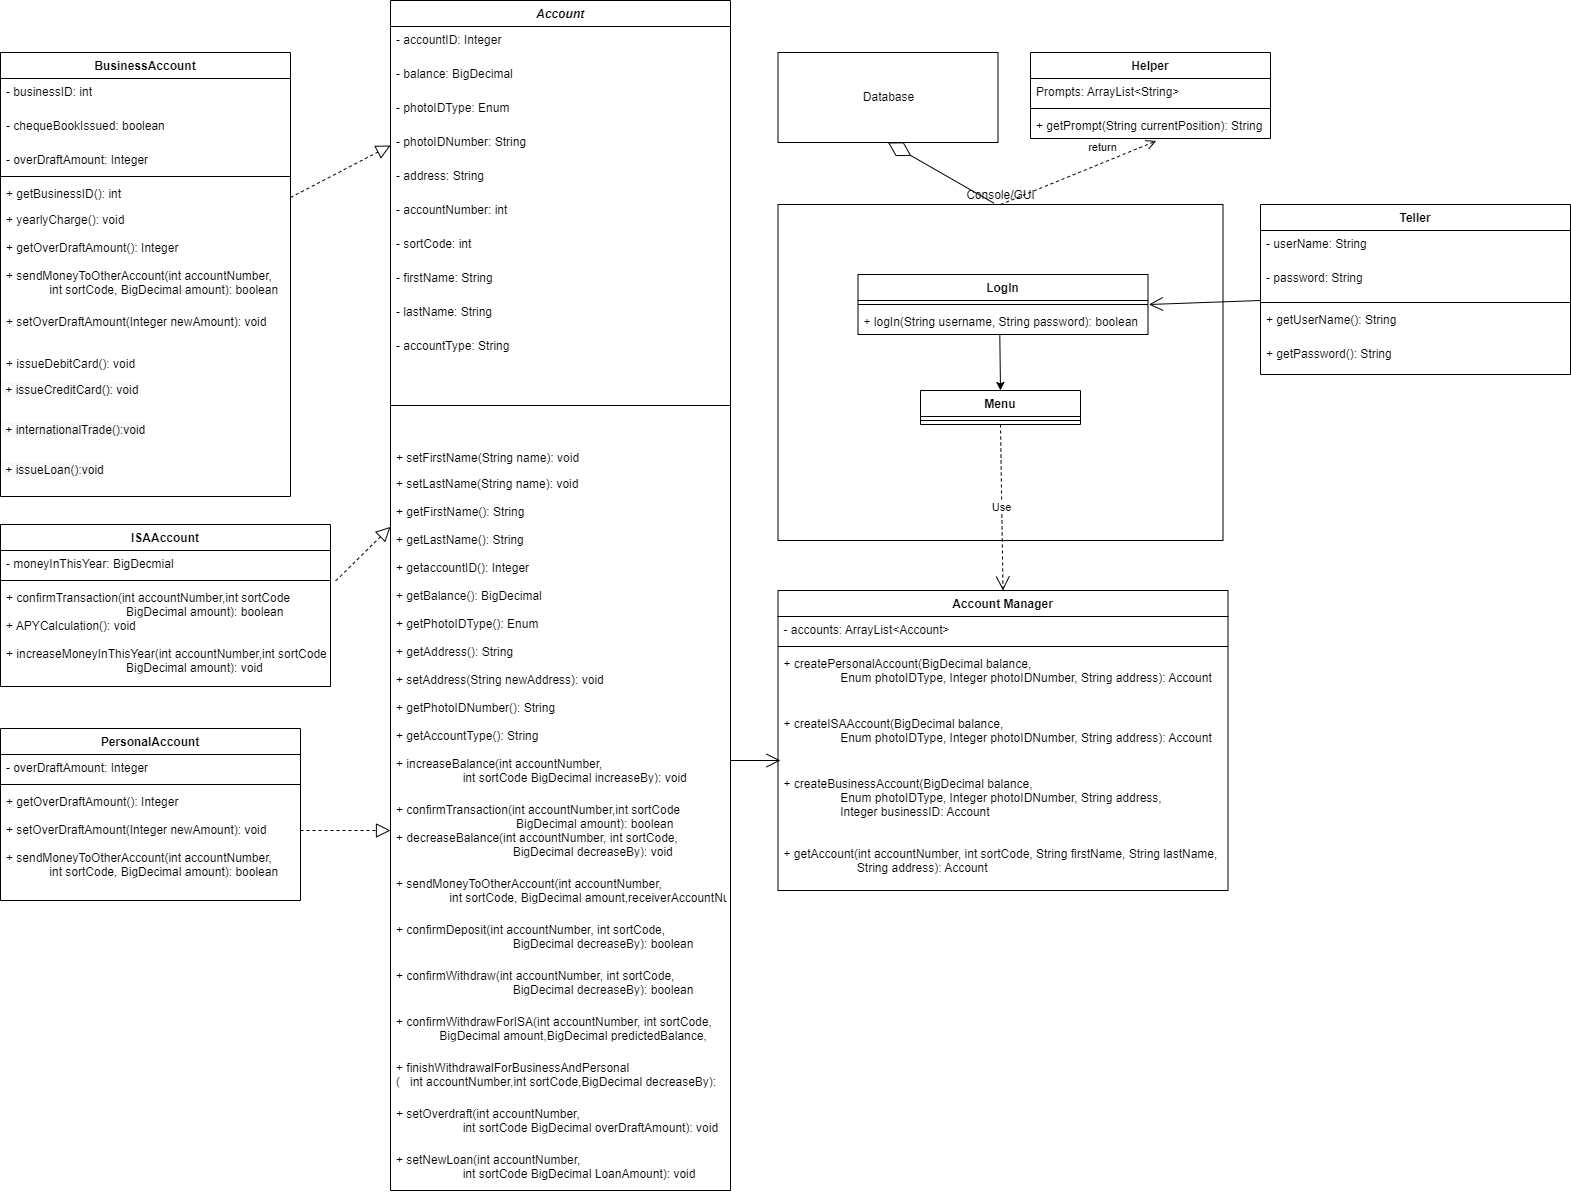 BusinessAccount
- businessID: int
- chequeBookIssued: boolean
- overDraftAmount: Integer
+ getBusinessID(): int
+ yearlyCharge(): void
+ getOverDraftAmount(): Integer
+ sendMoneyToOtherAccount(int accountNumber,
int sortCode, BigDecimal amount): boolean
+ setOverDraftAmount(Integer newAmount): void
+ issueDebitCard(): void
+ issueCreditCard(): void
+ internationalTrade():void
+ issueLoan():void
ISAAccount
- moneyInThisYear: BigDecmial
+ confirmTransaction(int accountNumber,int sortCode
BigDecimal amount): boolean
+ APYCalculation(): void
+ increaseMoneyInThisYear(int accountNumber,int sortCode
BigDecimal amount): void
PersonalAccount
- overDraftAmount: Integer
+ getOverDraftAmount(): Integer
+ setOverDraftAmount(Integer newAmount): void
+ sendMoneyToOtherAccount(int accountNumber,
int sortCode, BigDecimal amount): boolean
Account
- accountID: Integer
- balance: BigDecimal
- photoIDType: Enum
- photoIDNumber: String
- address: String
- accountNumber: int
- sortCode: int
- firstName: String
- lastName: String
- accountType: String
+ setFirstName(String name): void
+ setLastName(String name): void
+ getFirstName(): String
+ getLastName(): String
+ getaccountID(): Integer
+ getBalance(): BigDecimal
+ getPhotoIDType(): Enum
+ getAddress(): String
+ setAddress(String newAddress): void
+ getPhotoIDNumber(): String
+ getAccountType(): String
+ increaseBalance(int accountNumber,
int sortCode BigDecimal increaseBy): void
+ confirmTransaction(int accountNumber,int sortCode
BigDecimal amount): boolean
+ decreaseBalance(int accountNumber, int sortCode,
BigDecimal decreaseBy): void
+ sendMoneyToOtherAccount(int accountNumber,
int sortCode, BigDecimal amount,receiverAccountNu
+ confirmDeposit(int accountNumber, int sortCode,
BigDecimal decreaseBy): boolean
+ confirmWithdraw(int accountNumber, int sortCode,
BigDecimal decreaseBy): boolean
+ confirmWithdrawForISA(int accountNumber, int sortCode,
BigDecimal amount,BigDecimal predictedBalance,
+ finishWithdrawalForBusinessAndPersonal
( int accountNumber,int sortCode,BigDecimal decreaseBy):
+ setOverdraft(int accountNumber,
int sortCode BigDecimal overDraftAmount): void
+ setNewLoan(int accountNumber,
int sortCode BigDecimal LoanAmount): void
Database
Helper
Prompts: ArrayList<String>
+ getPrompt(String currentPosition): String
return
Console/GUI
LogIn
+ logIn(String username, String password): boolean
Menu
Use
Teller
- userName: String
- password: String
+ getUserName(): String
+ getPassword(): String
Account Manager
- accounts: ArrayList<Account>
+ createPersonalAccount(BigDecimal balance,
Enum photoIDType, Integer photoIDNumber, String address): Account
+ createISAAccount(BigDecimal balance,
Enum photoIDType, Integer photoIDNumber, String address): Account
+ createBusinessAccount(BigDecimal balance,
Enum photoIDType, Integer photoIDNumber, String address,
Integer businessID: Account
+ getAccount(int accountNumber, int sortCode, String firstName, String lastName,
String address): Account